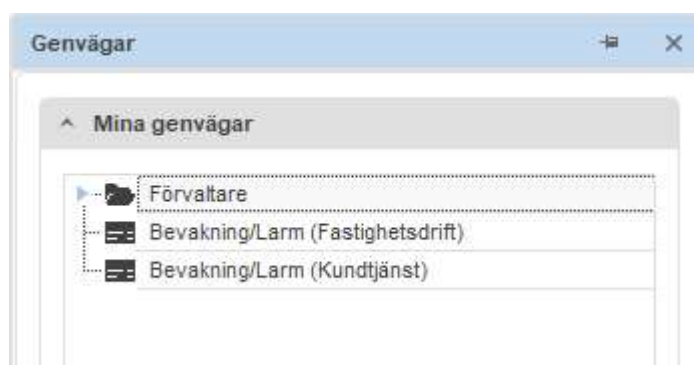 Genvägar
Mina genvägar
Förvaltare
Bevakning/Larm (Fastighetsdrift)
Bevakning/Larm (Kundtjänst)